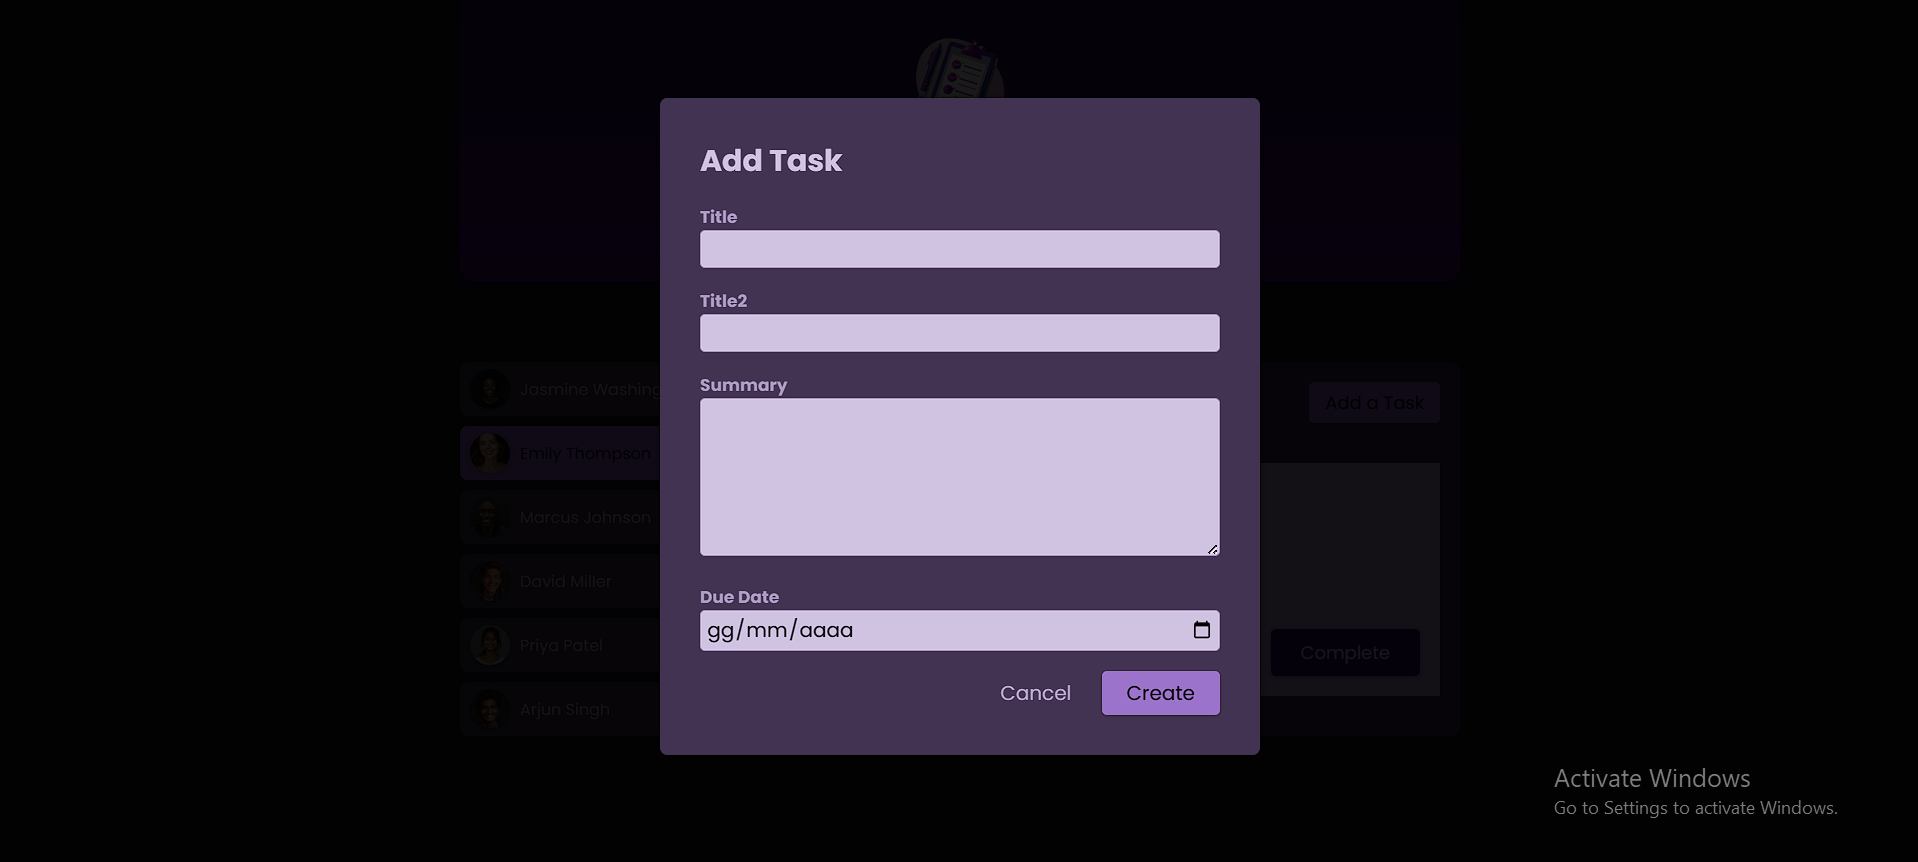 Add Task
Title
Title2
Summary
Due Date
gg/mm/aaaa
Cancel
Create
Jasmine Washing
Emily Thompson
Marcus Johnson
David Miller
Priya Patel
Arjun Singh
Add a Task
Complete
Activate Windows
Go to Settings to activate Windows.